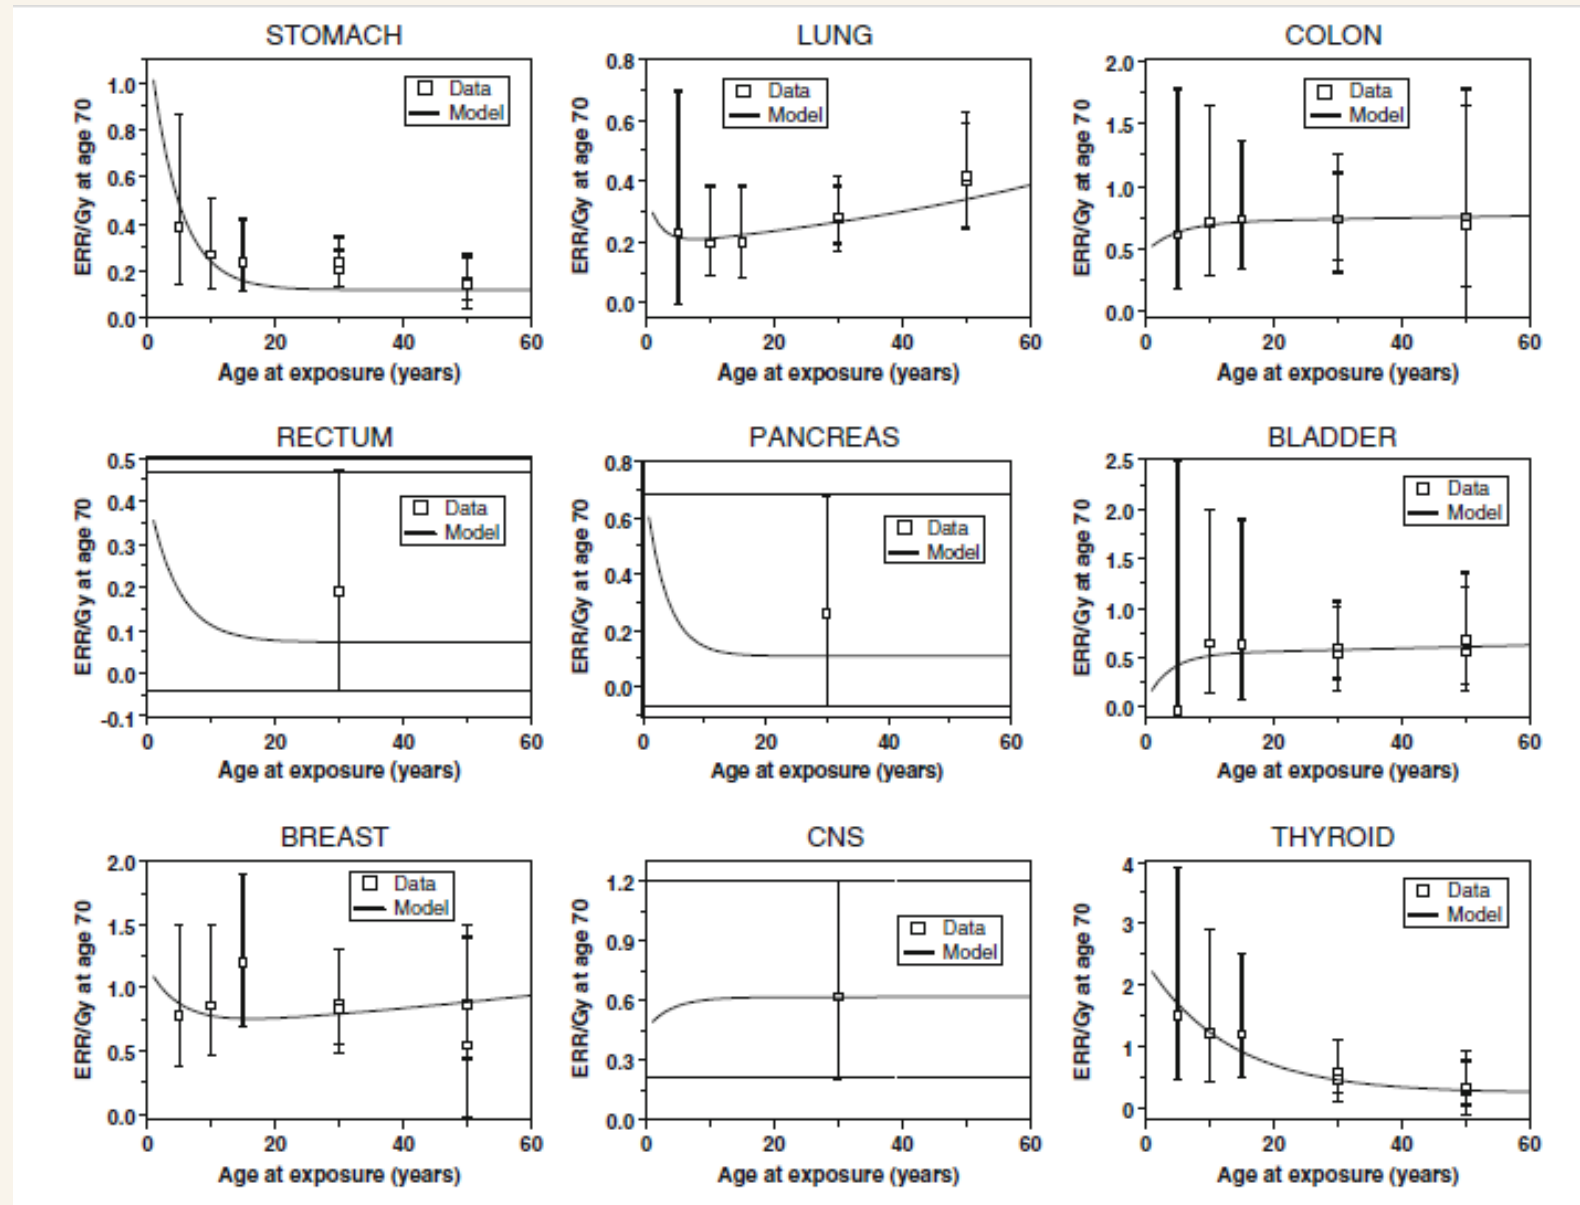 STOMACH
ERR/Gy at age 70
1.0
0.8
0.6
0.4
0.2
0.0
Data
Model
0 20 40 60
Age at exposure (years)
LUNG
ERR/Gy at age 70
0.8
0.6
0.4
0.2
0.0
Data
Model
0 20 40 60
Age at exposure (years)
COLON
ERR/Gy at age 70
2.0
1.5
1.0
0.5
0.0
Data
Model
0 20 40 60
Age at exposure (years)
RECTUM
ERR/Gy at age 70
0.5
0.4
0.3
0.2
0.1
0.0
-0.1
Data
Model
0 20 40 60
Age at exposure (years)
PANCREAS
ERR/Gy at age 70
0.8
0.6
0.4
0.2
0.0
Data
Model
0 20 40 60
Age at exposure (years)
BLADDER
ERR/Gy at age 70
2.5
2.0
1.5
1.0
0.5
0.0
Data
Model
0 20 40 60
Age at exposure (years)
BREAST
ERR/Gy at age 70
2.0
1.5
1.0
0.5
0.0
Data
Model
0 20 40 60
Age at exposure (years)
CNS
ERR/Gy at age 70
1.2
0.9
0.6
0.3
0.0
Data
Model
0 20 40 60
Age at exposure (years)
THYROID
ERR/Gy at age 70
4
3
2
1
0
Data
Model
0 20 40 60
Age at exposure (years)